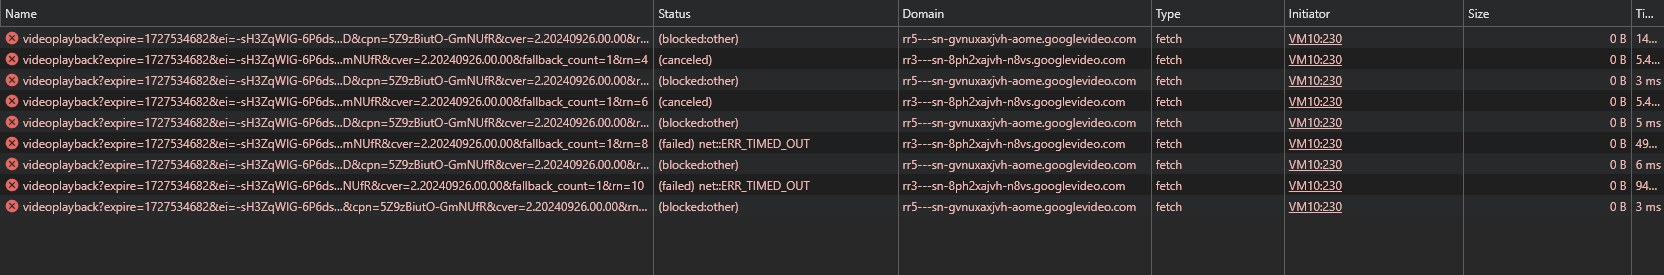 Name Status Domain Type Initiator Size Ti...
videoplayback?expire=1727534682&ei=-sH3ZqWIG-6P6ds...D&cpn=5Z9zBiutO-GmNUfR&cver=2.20240926.00.00&r... (blocked:other) rr5---sn-gvnuxaxjvh-aome.googlevideo.com fetch VM10:230 0 B 14...
videoplayback?expire=1727534682&ei=-sH3ZqWIG-6P6ds...mNUfR&cver=2.20240926.00.00&fallback_count=1&rn=4 (canceled) rr3---sn-8ph2xajvh-n8vs.googlevideo.com fetch VM10:230 0 B 5.4...
videoplayback?expire=1727534682&ei=-sH3ZqWIG-6P6ds...D&cpn=5Z9zBiutO-GmNUfR&cver=2.20240926.00.00&r... (blocked:other) rr5---sn-gvnuxaxjvh-aome.googlevideo.com fetch VM10:230 0 B 3 ms
videoplayback?expire=1727534682&ei=-sH3ZqWIG-6P6ds...mNUfR&cver=2.20240926.00.00&fallback_count=1&rn=6 (canceled) rr3---sn-8ph2xajvh-n8vs.googlevideo.com fetch VM10:230 0 B 5.4...
videoplayback?expire=1727534682&ei=-sH3ZqWIG-6P6ds...D&cpn=5Z9zBiutO-GmNUfR&cver=2.20240926.00.00&r... (blocked:other) rr5---sn-gvnuxaxjvh-aome.googlevideo.com fetch VM10:230 0 B 5 ms
videoplayback?expire=1727534682&ei=-sH3ZqWIG-6P6ds...mNUfR&cver=2.20240926.00.00&fallback_count=1&rn=8 (failed) net::ERR_TIMED_OUT rr3---sn-8ph2xajvh-n8vs.googlevideo.com fetch VM10:230 0 B 49...
videoplayback?expire=1727534682&ei=-sH3ZqWIG-6P6ds...D&cpn=5Z9zBiutO-GmNUfR&cver=2.20240926.00.00&r... (blocked:other) rr5---sn-gvnuxaxjvh-aome.googlevideo.com fetch VM10:230 0 B 6 ms
videoplayback?expire=1727534682&ei=-sH3ZqWIG-6P6ds...NUfR&cver=2.20240926.00.00&fallback_count=1&rn=10 (failed) net::ERR_TIMED_OUT rr3---sn-8ph2xajvh-n8vs.googlevideo.com fetch VM10:230 0 B 94...
videoplayback?expire=1727534682&ei=-sH3ZqWIG-6P6ds...&cpn=5Z9zBiutO-GmNUfR&cver=2.20240926.00.00&rn... (blocked:other) rr5---sn-gvnuxaxjvh-aome.googlevideo.com fetch VM10:230 0 B 3 ms